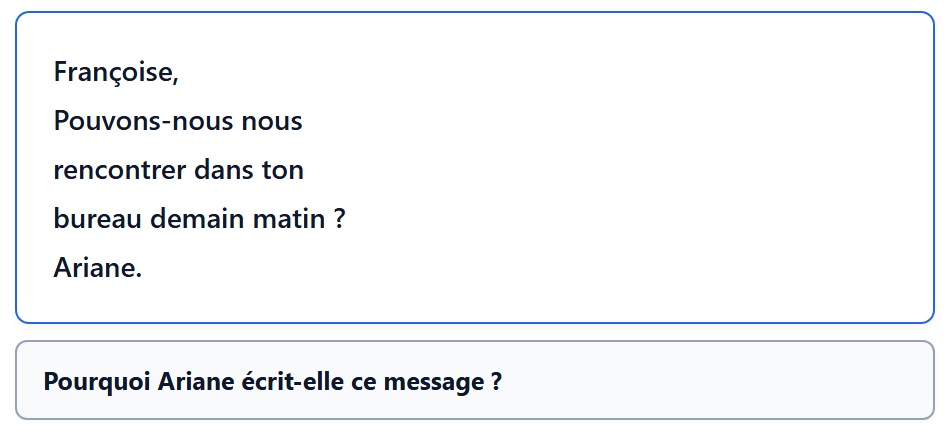 Françoise,
Pouvons-nous nous
rencontrer dans ton
bureau demain matin ?
Ariane.
Pourquoi Ariane écrit-elle ce message ?